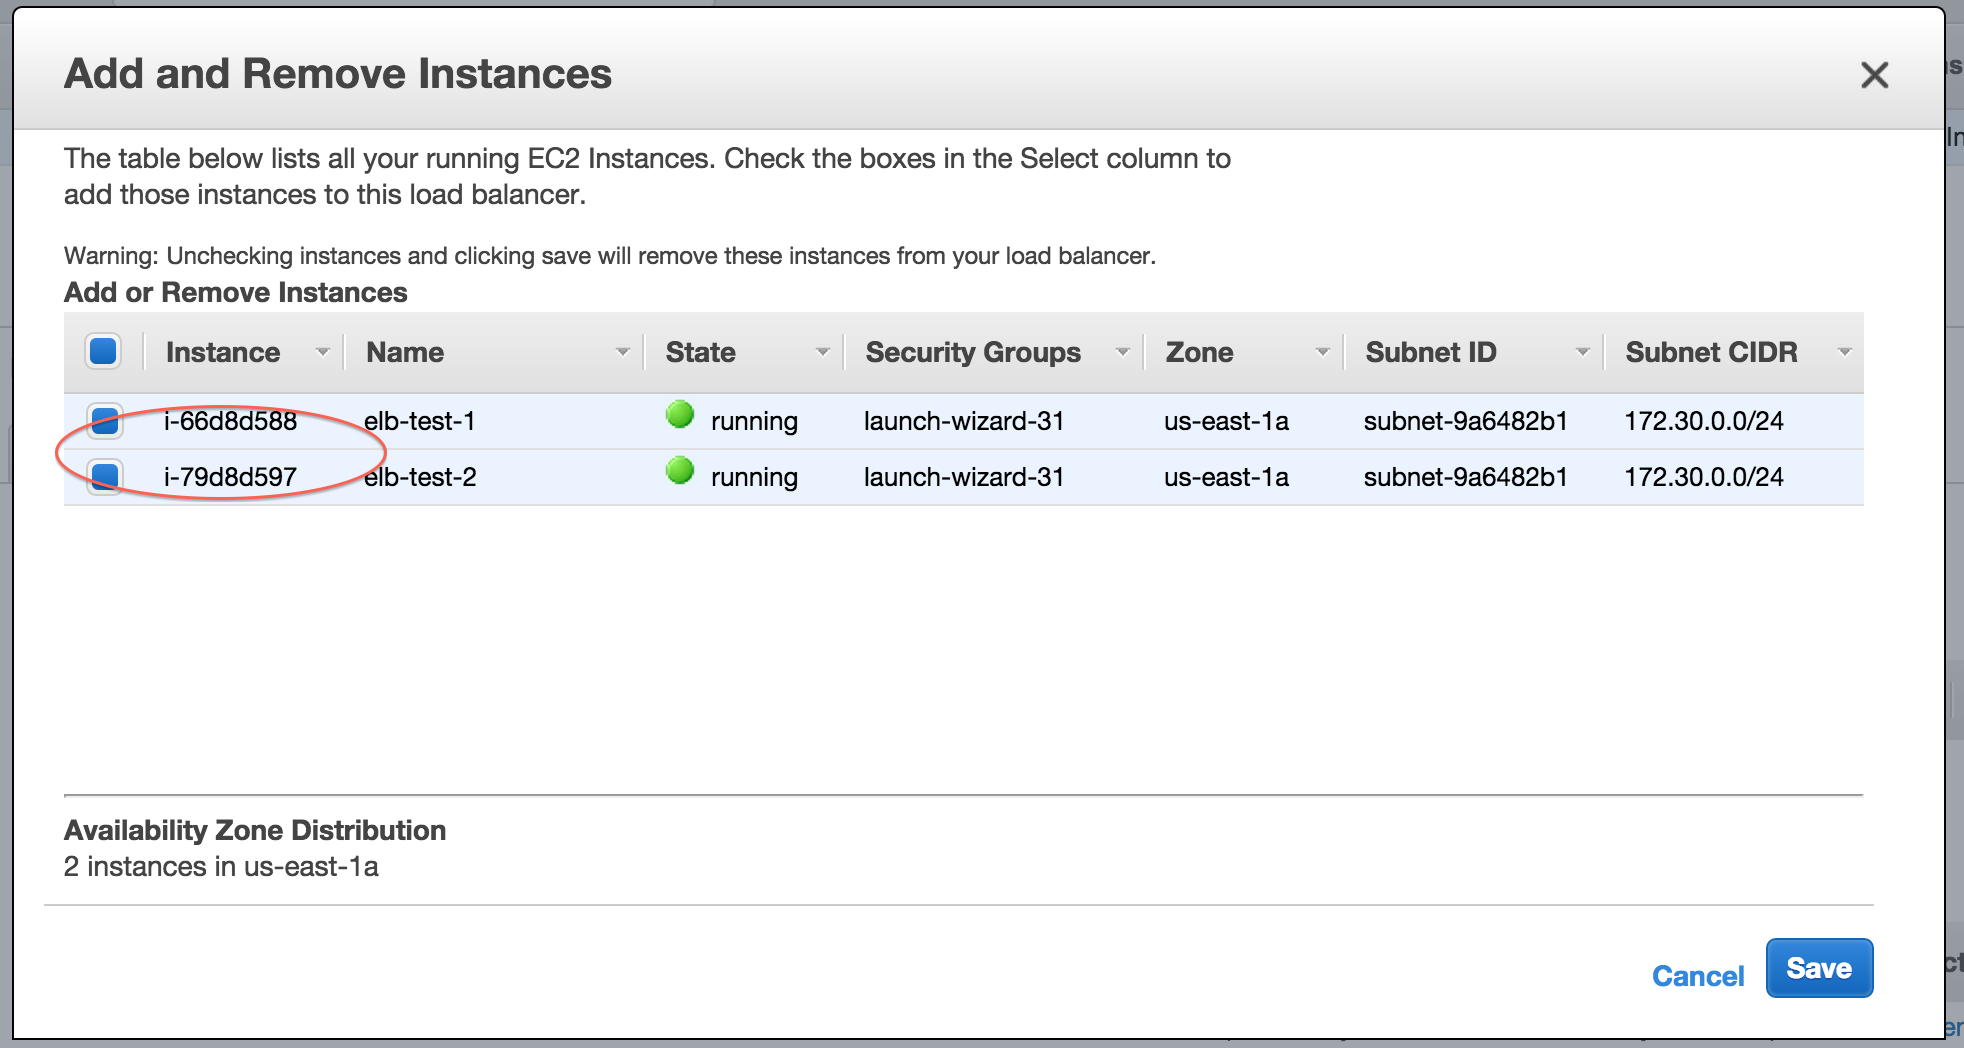 Add and Remove Instances
The table below lists all your running EC2 Instances. Check the boxes in the Select column to
add those instances to this load balancer.
Warning: Unchecking instances and clicking save will remove these instances from your load balancer.
Add or Remove Instances
Instance Name State Security Groups Zone Subnet ID Subnet CIDR
i-66d8d588 elb-test-1 running launch-wizard-31 us-east-1a subnet-9a6482b1 172.30.0.0/24
i-79d8d597 elb-test-2 running launch-wizard-31 us-east-1a subnet-9a6482b1 172.30.0.0/24
Availability Zone Distribution
2 instances in us-east-1a
Cancel Save